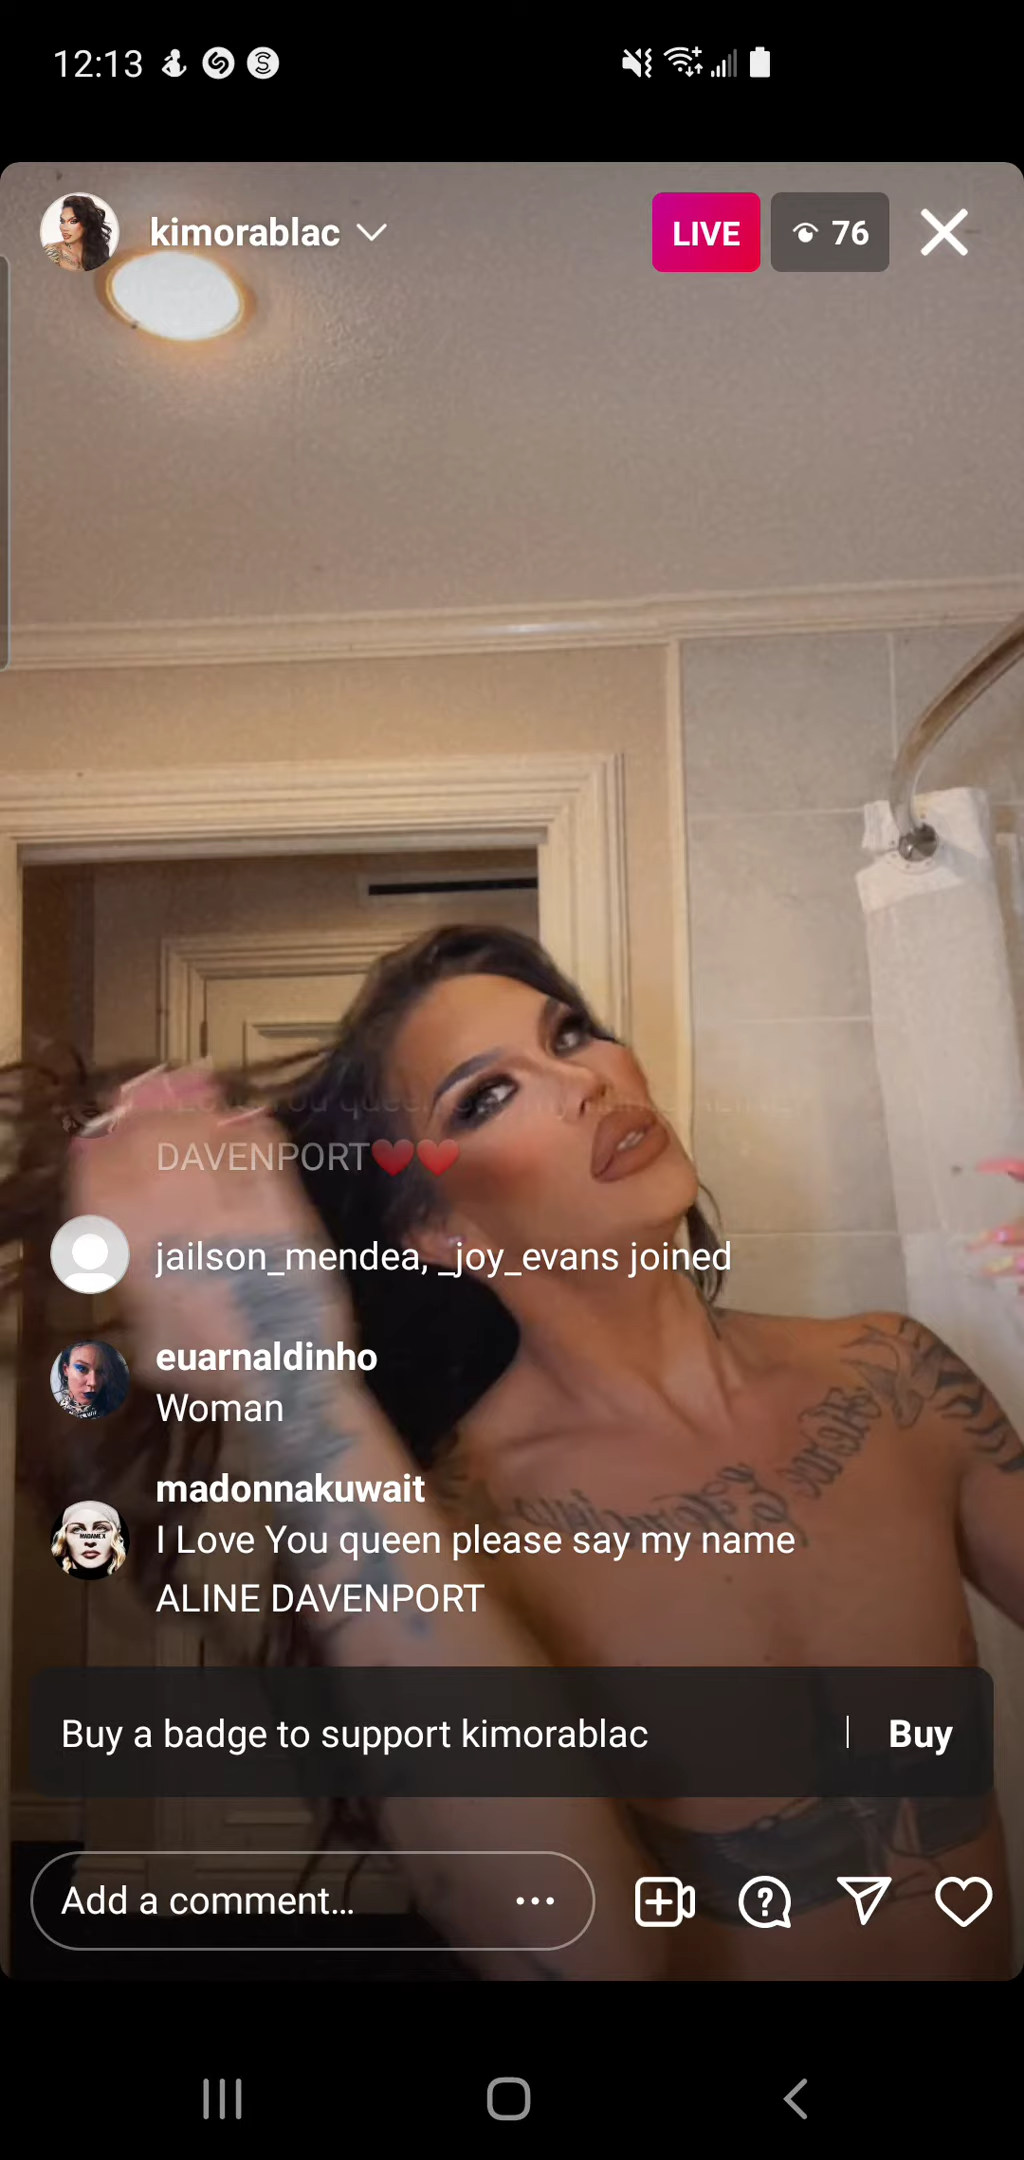 12:13
kimorablac
LIVE
76
DAVENPORT❤️❤️
jailson_mendea, _joy_evans joined
euarnaldinho
Woman
madonnakuwait
I Love You queen please say my name
ALINE DAVENPORT
Buy a badge to support kimorablac | Buy
Add a comment...